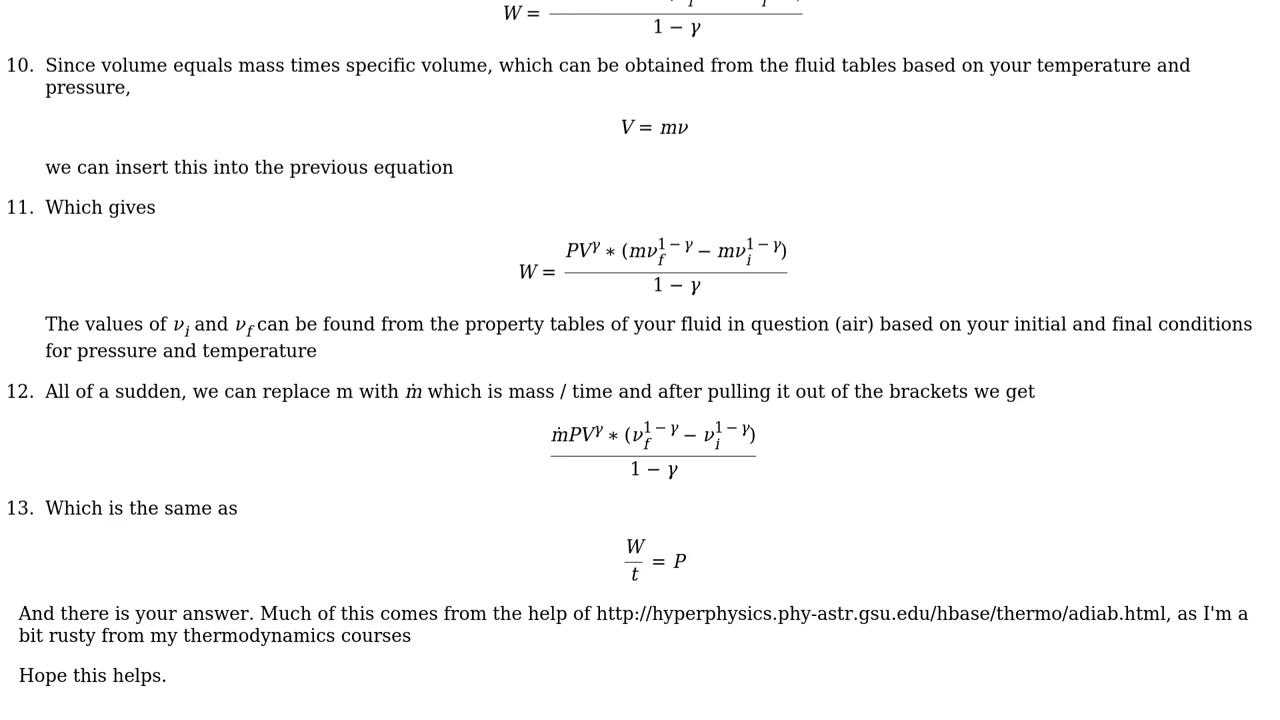 W = 1 − γ
10. Since volume equals mass times specific volume, which can be obtained from the fluid tables based on your temperature and
pressure,
V = mν
we can insert this into the previous equation
11. Which gives
W = \frac{PV^γ * (mν_f^{1 − γ} − mν_i^{1 − γ})}{1 − γ}
The values of ν_i and ν_f can be found from the property tables of your fluid in question (air) based on your initial and final conditions
for pressure and temperature
12. All of a sudden, we can replace m with ṁ which is mass / time and after pulling it out of the brackets we get
\frac{ṁPV^γ * (ν_f^{1 − γ} − ν_i^{1 − γ})}{1 − γ}
13. Which is the same as
\frac{W}{t} = P
And there is your answer. Much of this comes from the help of http://hyperphysics.phy-astr.gsu.edu/hbase/thermo/adiab.html, as I'm a
bit rusty from my thermodynamics courses
Hope this helps.